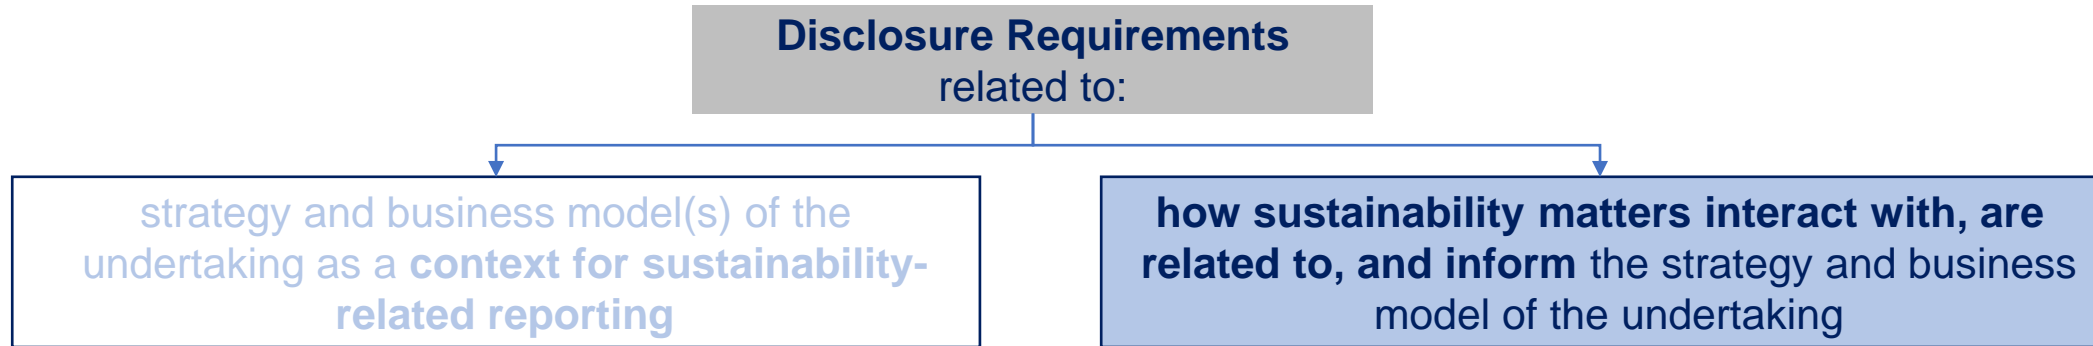 Disclosure Requirements
related to:
strategy and business model(s) of the
undertaking as a context for sustainability-
related reporting
how sustainability matters interact with, are
related to, and inform the strategy and business
model of the undertaking